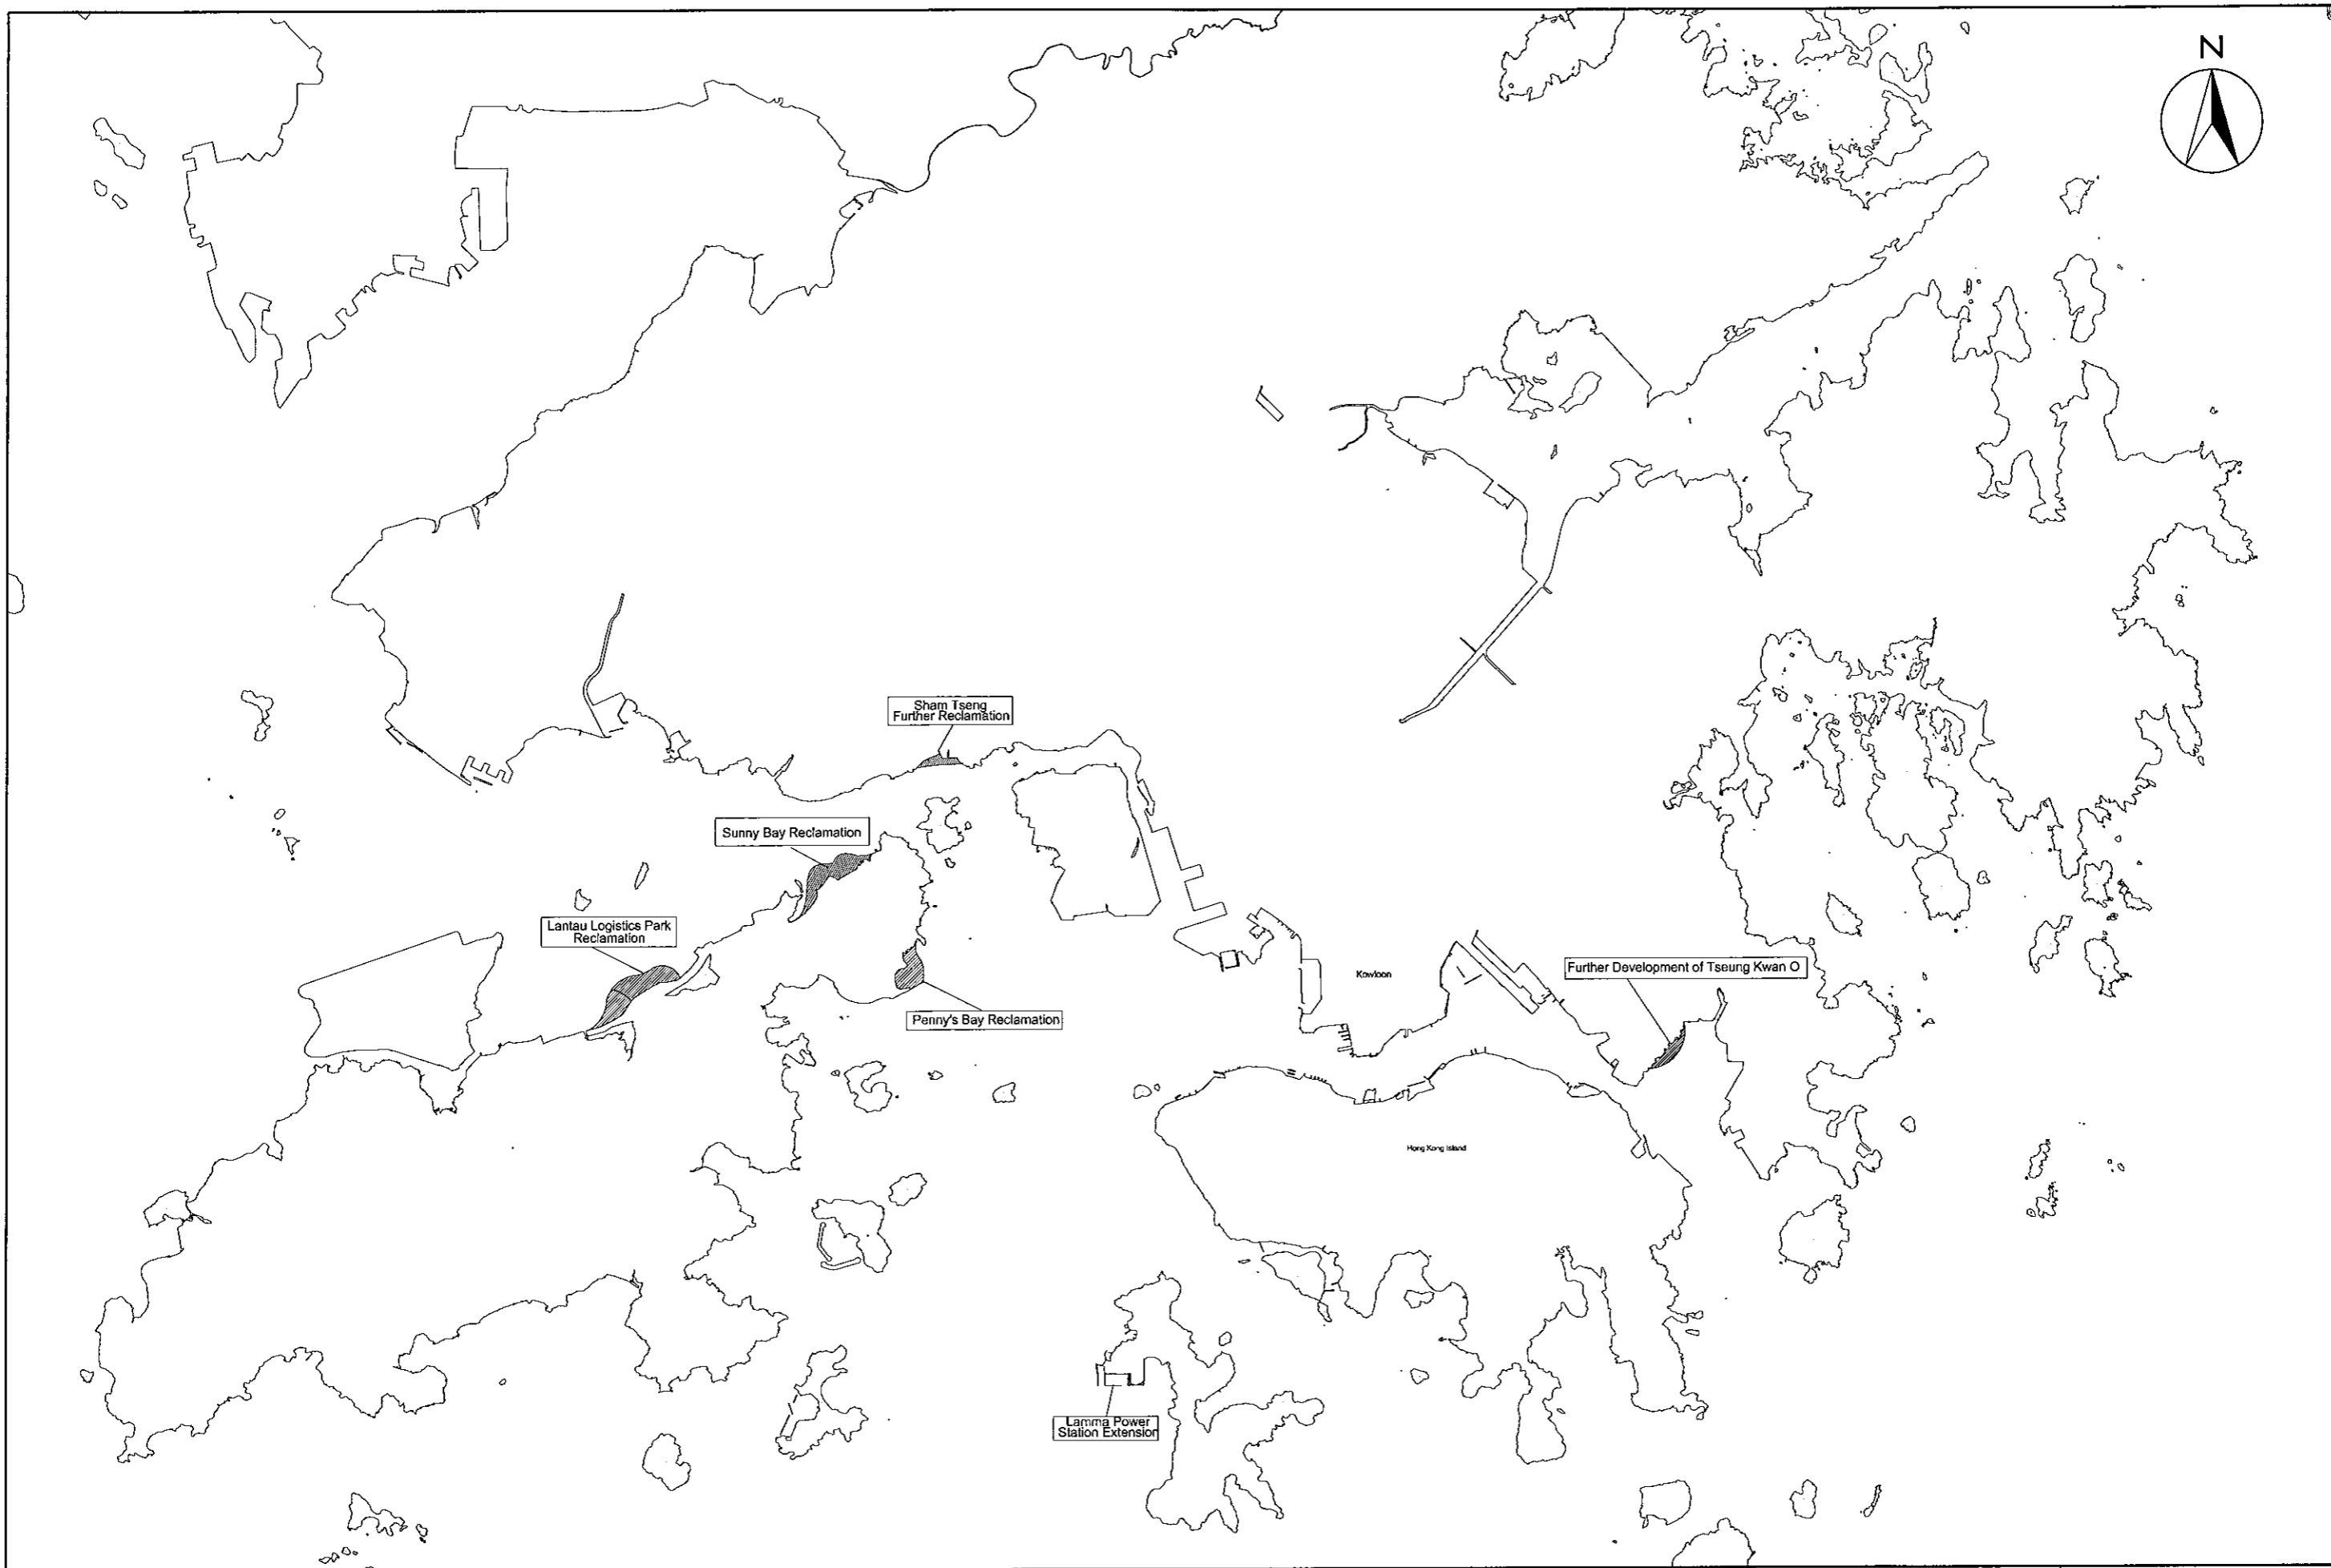 N
Sham Tseng
Further Reclamation
Sunny Bay Reclamation
Lantau Logistics Park
Reclamation
Kowloon
Further Development of Tseung Kwan O
Penny's Bay Reclamation
Hong Kong Island
Lamma Power
Station Extension